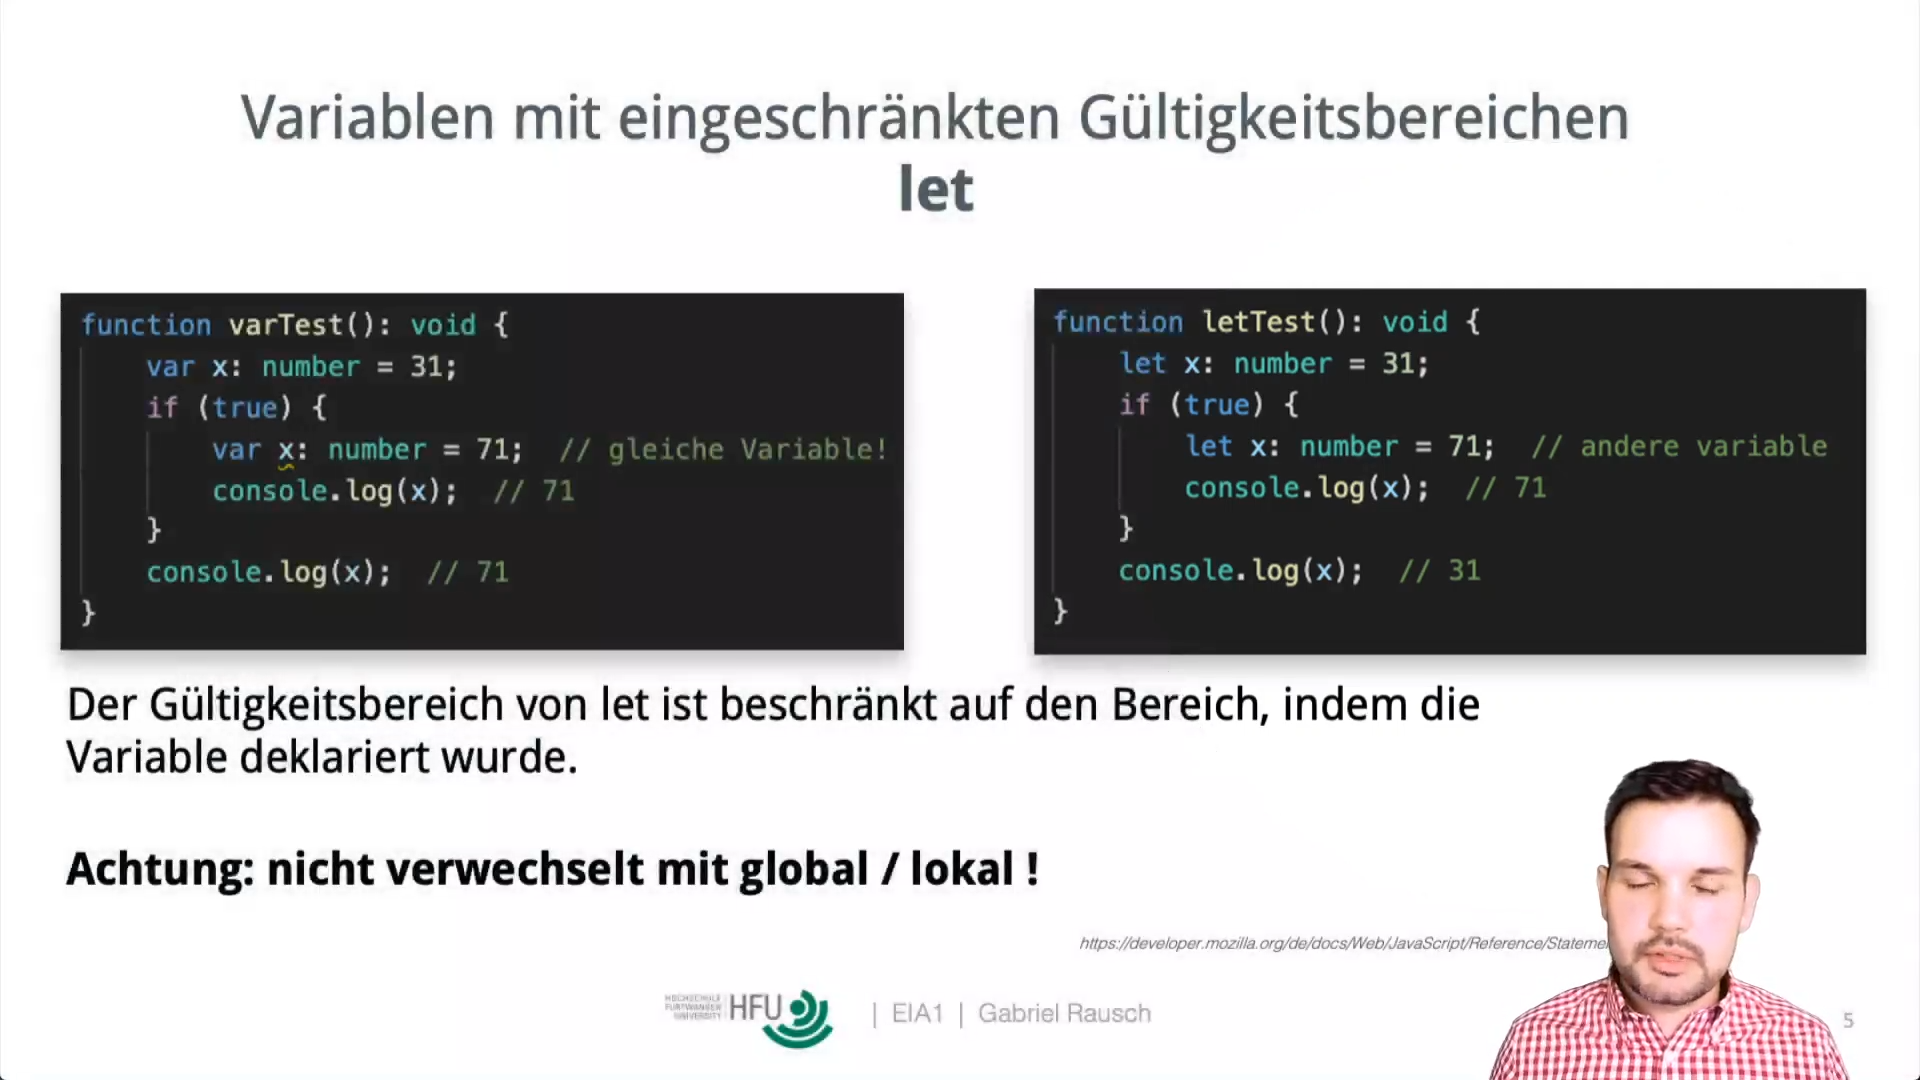 Variablen mit eingeschränkten Gültigkeitsbereichen
let
function varTest(): void {
var x: number = 31;
if (true) {
var x: number = 71; // gleiche Variable!
console.log(x); // 71
}
console.log(x); // 71
}
function letTest(): void {
let x: number = 31;
if (true) {
let x: number = 71; // andere variable
console.log(x); // 71
}
console.log(x); // 31
}
Der Gültigkeitsbereich von let ist beschränkt auf den Bereich, indem die
Variable deklariert wurde.
Achtung: nicht verwechselt mit global / lokal !
https://developer.mozilla.org/de/docs/Web/JavaScript/Reference/Stateme
HOCHSCHULE
FURTWANGEN
UNIVERSITY
HFU
| EIA1 | Gabriel Rausch
5